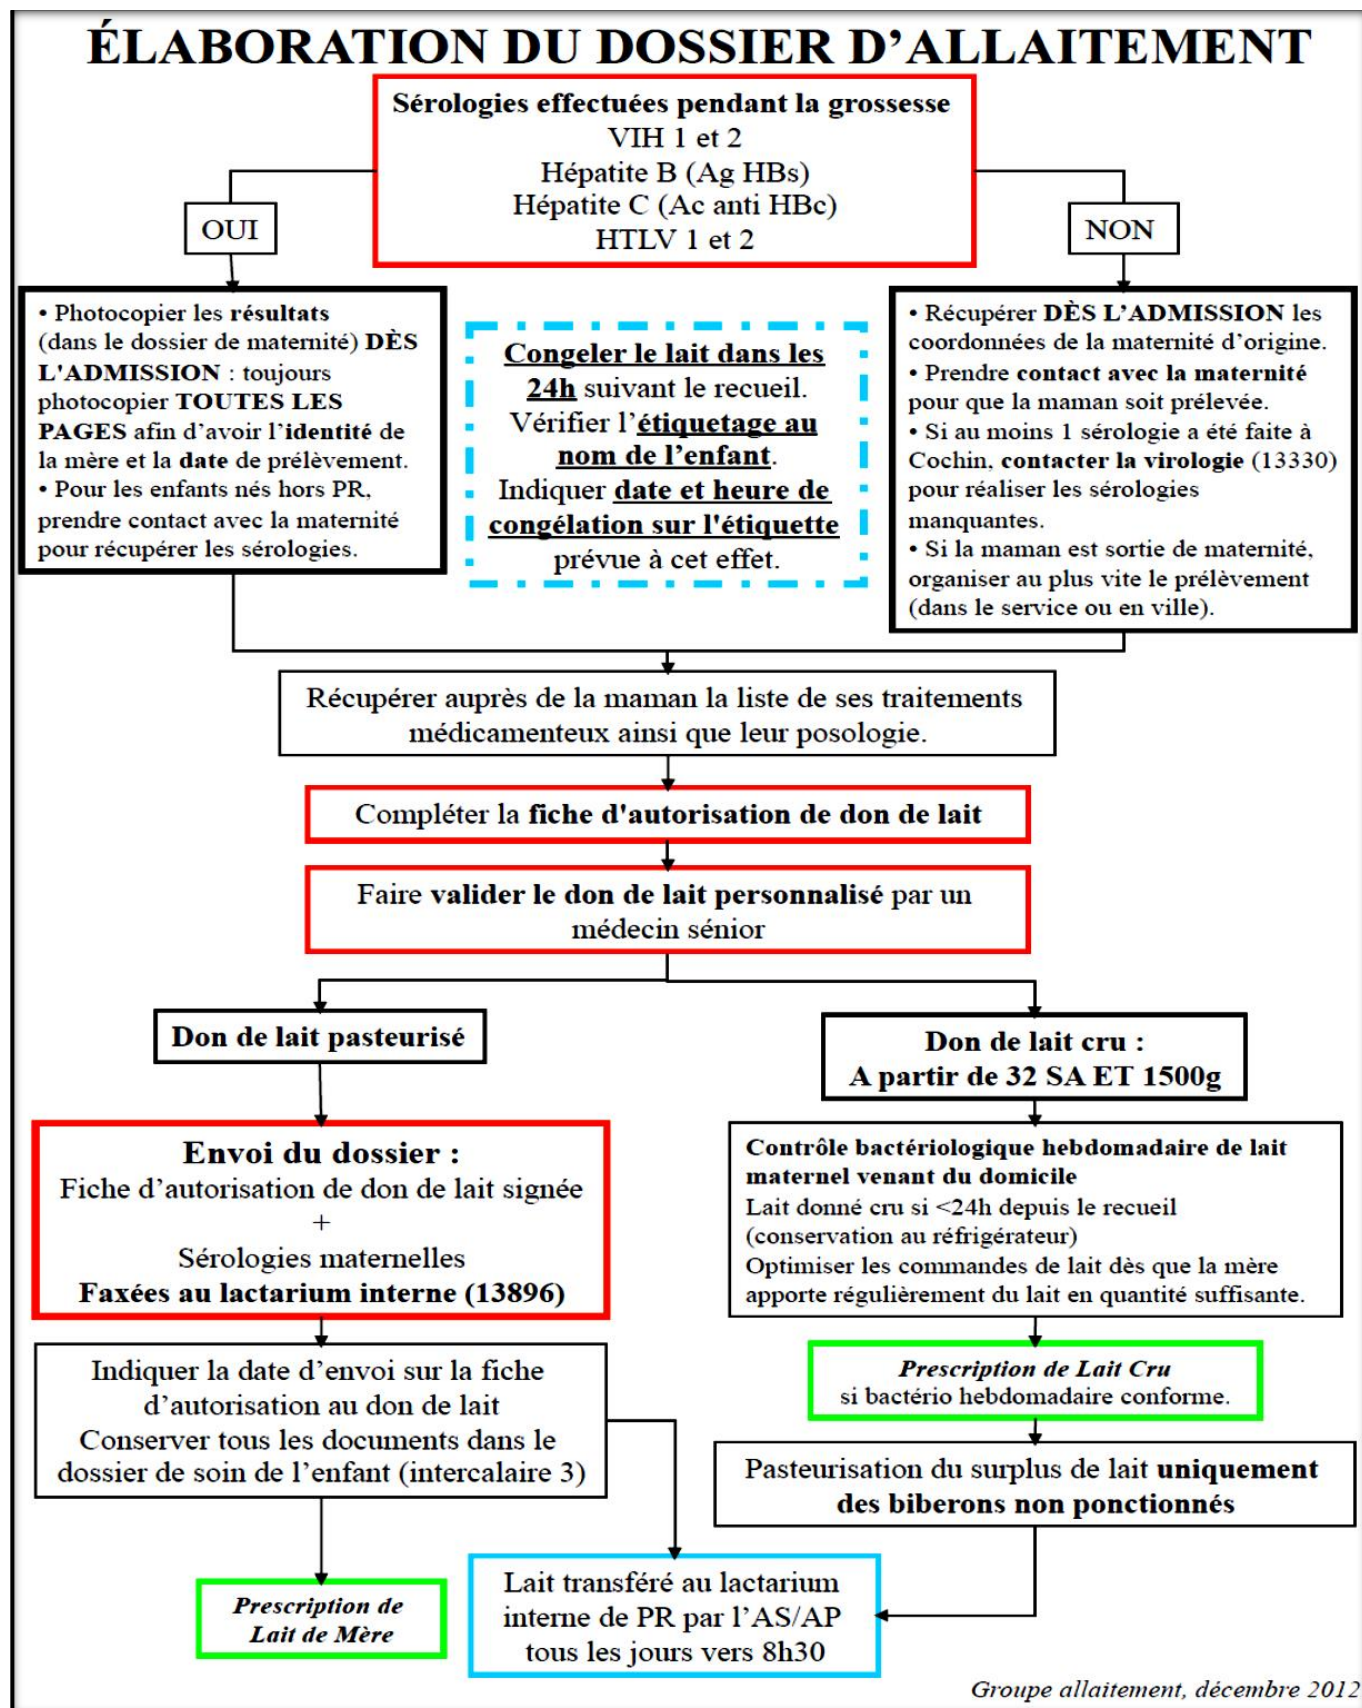 ÉLABORATION DU DOSSIER D'ALLAITEMENT
Sérologies effectuées pendant la grossesse
VIH 1 et 2
Hépatite B (Ag HBs)
Hépatite C (Ac anti HBc)
HTLV 1 et 2
OUI
NON
• Photocopier les résultats
(dans le dossier de maternité) DÈS
L'ADMISSION : toujours
photocopier TOUTES LES
PAGES afin d'avoir l'identité de
la mère et la date de prélèvement.
• Pour les enfants nés hors PR,
prendre contact avec la maternité
pour récupérer les sérologies.
Congeler le lait dans les
24h suivant le recueil.
Vérifier l'étiquetage au
nom de l'enfant.
Indiquer date et heure de
congélation sur l'étiquette
prévue à cet effet.
• Récupérer DÈS L'ADMISSION les
coordonnées de la maternité d'origine.
• Prendre contact avec la maternité
pour que la maman soit prélevée.
• Si au moins 1 sérologie a été faite à
Cochin, contacter la virologie (13330)
pour réaliser les sérologies
manquantes.
• Si la maman est sortie de maternité,
organiser au plus vite le prélèvement
(dans le service ou en ville).
Récupérer auprès de la maman la liste de ses traitements
médicamenteux ainsi que leur posologie.
Compléter la fiche d'autorisation de don de lait
Faire valider le don de lait personnalisé par un
médecin sénior
Don de lait pasteurisé
Envoi du dossier :
Fiche d'autorisation de don de lait signée
+
Sérologies maternelles
Faxées au lactarium interne (13896)
Indiquer la date d'envoi sur la fiche
d'autorisation au don de lait
Conserver tous les documents dans le
dossier de soin de l'enfant (intercalaire 3)
Prescription de
Lait de Mère
Don de lait cru :
A partir de 32 SA ET 1500g
Contrôle bactériologique hebdomadaire de lait
maternel venant du domicile
Lait donné cru si <24h depuis le recueil
(conservation au réfrigérateur)
Optimiser les commandes de lait dès que la mère
apporte régulièrement du lait en quantité suffisante.
Prescription de Lait Cru
si bactério hebdomadaire conforme.
Pasteurisation du surplus de lait uniquement
des biberons non ponctionnés
Lait transféré au lactarium
interne de PR par l'AS/AP
tous les jours vers 8h30
Groupe allaitement, décembre 2012